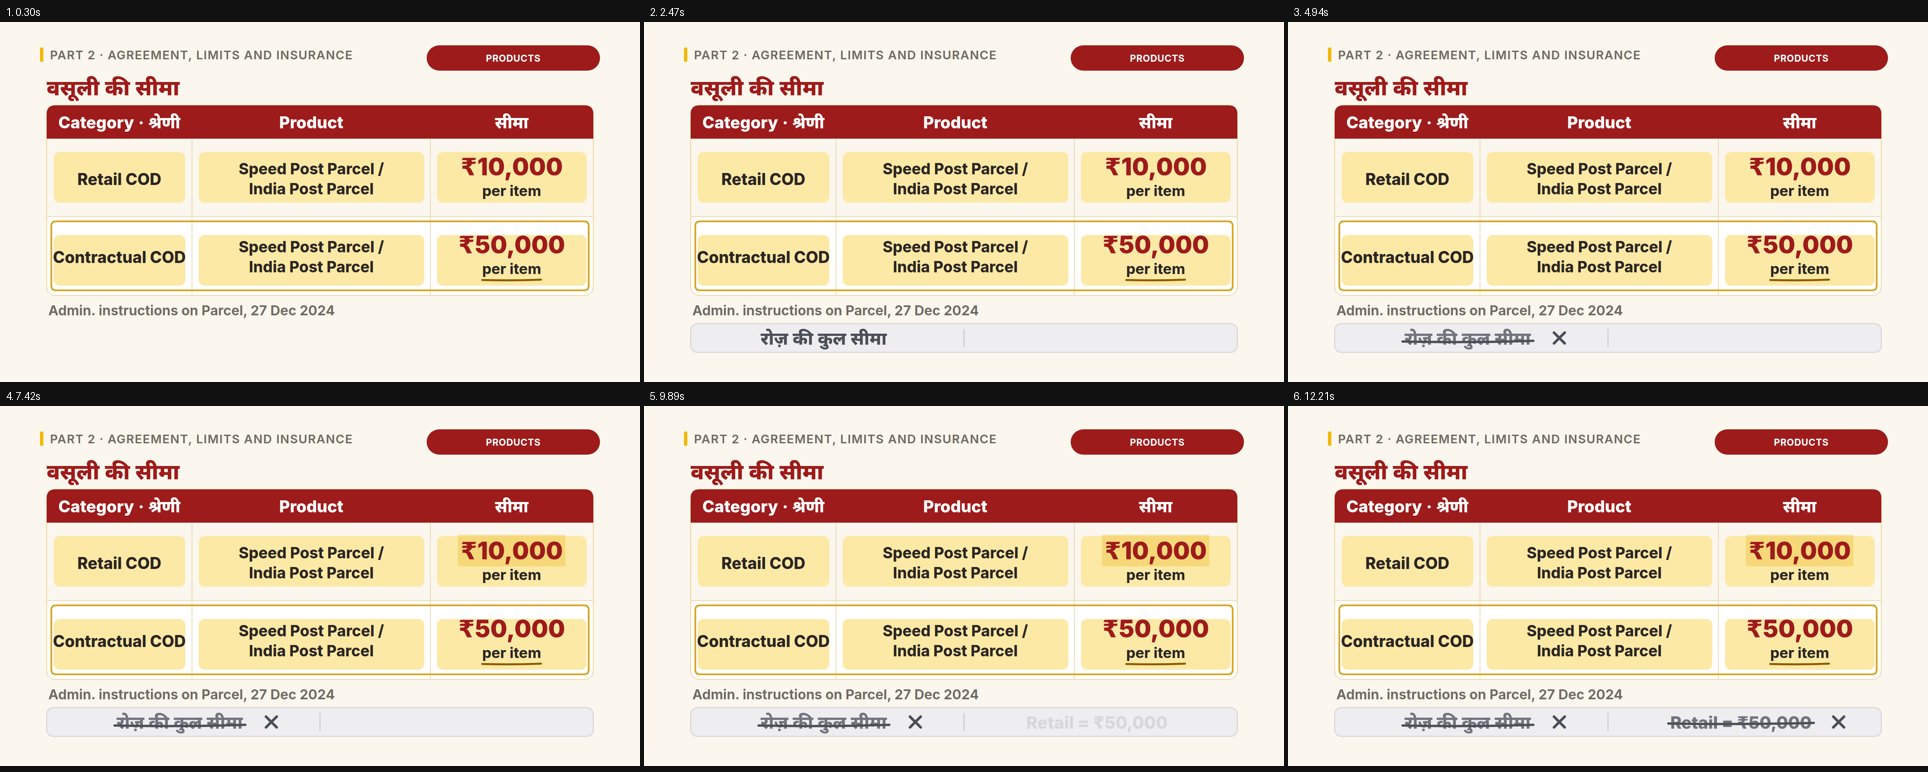 1. 0.30s
PART 2 · AGREEMENT, LIMITS AND INSURANCE
PRODUCTS
वसूली की सीमा
Category · श्रेणी Product सीमा
Retail COD Speed Post Parcel / India Post Parcel ₹10,000 per item
Contractual COD Speed Post Parcel / India Post Parcel ₹50,000 per item
Admin. instructions on Parcel, 27 Dec 2024
2. 2.47s
PART 2 · AGREEMENT, LIMITS AND INSURANCE
PRODUCTS
वसूली की सीमा
Category · श्रेणी Product सीमा
Retail COD Speed Post Parcel / India Post Parcel ₹10,000 per item
Contractual COD Speed Post Parcel / India Post Parcel ₹50,000 per item
Admin. instructions on Parcel, 27 Dec 2024
रोज़ की कुल सीमा
3. 4.94s
PART 2 · AGREEMENT, LIMITS AND INSURANCE
PRODUCTS
वसूली की सीमा
Category · श्रेणी Product सीमा
Retail COD Speed Post Parcel / India Post Parcel ₹10,000 per item
Contractual COD Speed Post Parcel / India Post Parcel ₹50,000 per item
Admin. instructions on Parcel, 27 Dec 2024
रोज़ की कुल सीमा ✕
4. 7.42s
PART 2 · AGREEMENT, LIMITS AND INSURANCE
PRODUCTS
वसूली की सीमा
Category · श्रेणी Product सीमा
Retail COD Speed Post Parcel / India Post Parcel ₹10,000 per item
Contractual COD Speed Post Parcel / India Post Parcel ₹50,000 per item
Admin. instructions on Parcel, 27 Dec 2024
रोज़ की कुल सीमा ✕
5. 9.89s
PART 2 · AGREEMENT, LIMITS AND INSURANCE
PRODUCTS
वसूली की सीमा
Category · श्रेणी Product सीमा
Retail COD Speed Post Parcel / India Post Parcel ₹10,000 per item
Contractual COD Speed Post Parcel / India Post Parcel ₹50,000 per item
Admin. instructions on Parcel, 27 Dec 2024
रोज़ की कुल सीमा ✕ Retail = ₹50,000
6. 12.21s
PART 2 · AGREEMENT, LIMITS AND INSURANCE
PRODUCTS
वसूली की सीमा
Category · श्रेणी Product सीमा
Retail COD Speed Post Parcel / India Post Parcel ₹10,000 per item
Contractual COD Speed Post Parcel / India Post Parcel ₹50,000 per item
Admin. instructions on Parcel, 27 Dec 2024
रोज़ की कुल सीमा ✕ Retail = ₹50,000 ✕